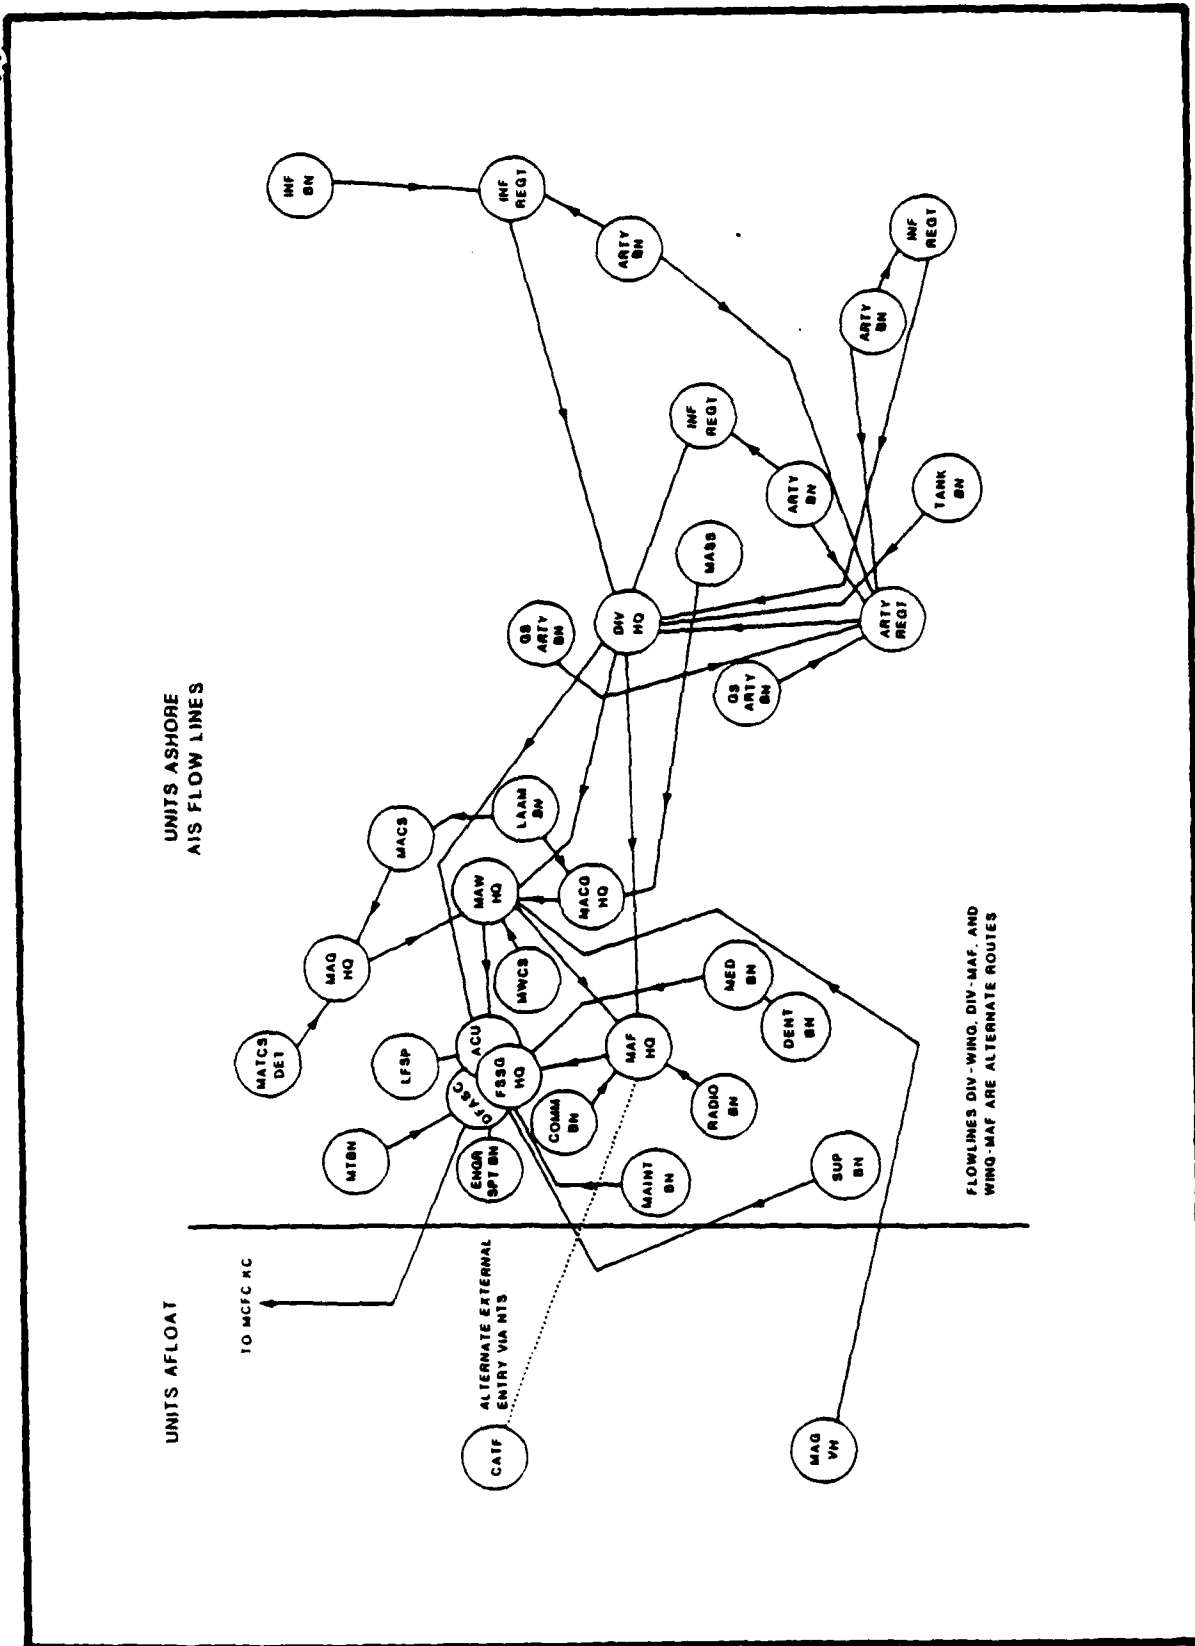 UNITS AFLOAT
UNITS ASHORE
AIS FLOW LINES
TO MCFC KC
ALTERNATE EXTERNAL
ENTRY VIA NTS
CATF
MAG
VH
MATCS
DET
MAG
HQ
MACS
MTBN
LFSP
DFASC
ACU
FSSG
HQ
ENGR
SPT BN
MAW
HQ
LAAM
BN
MWCS
MACG
HQ
COMM
BN
MAF
HQ
MAINT
BN
RADIO
BN
MED
BN
DENT
BN
SUP
BN
GS
ARTY
BN
DIV
HQ
MASS
GS
ARTY
BN
ARTY
REGT
INF
BN
INF
REGT
ARTY
BN
INF
REGT
ARTY
BN
ARTY
BN
INF
REGT
TANK
BN
FLOWLINES DIV-WING, DIV-MAF, AND
WING-MAF ARE ALTERNATE ROUTES